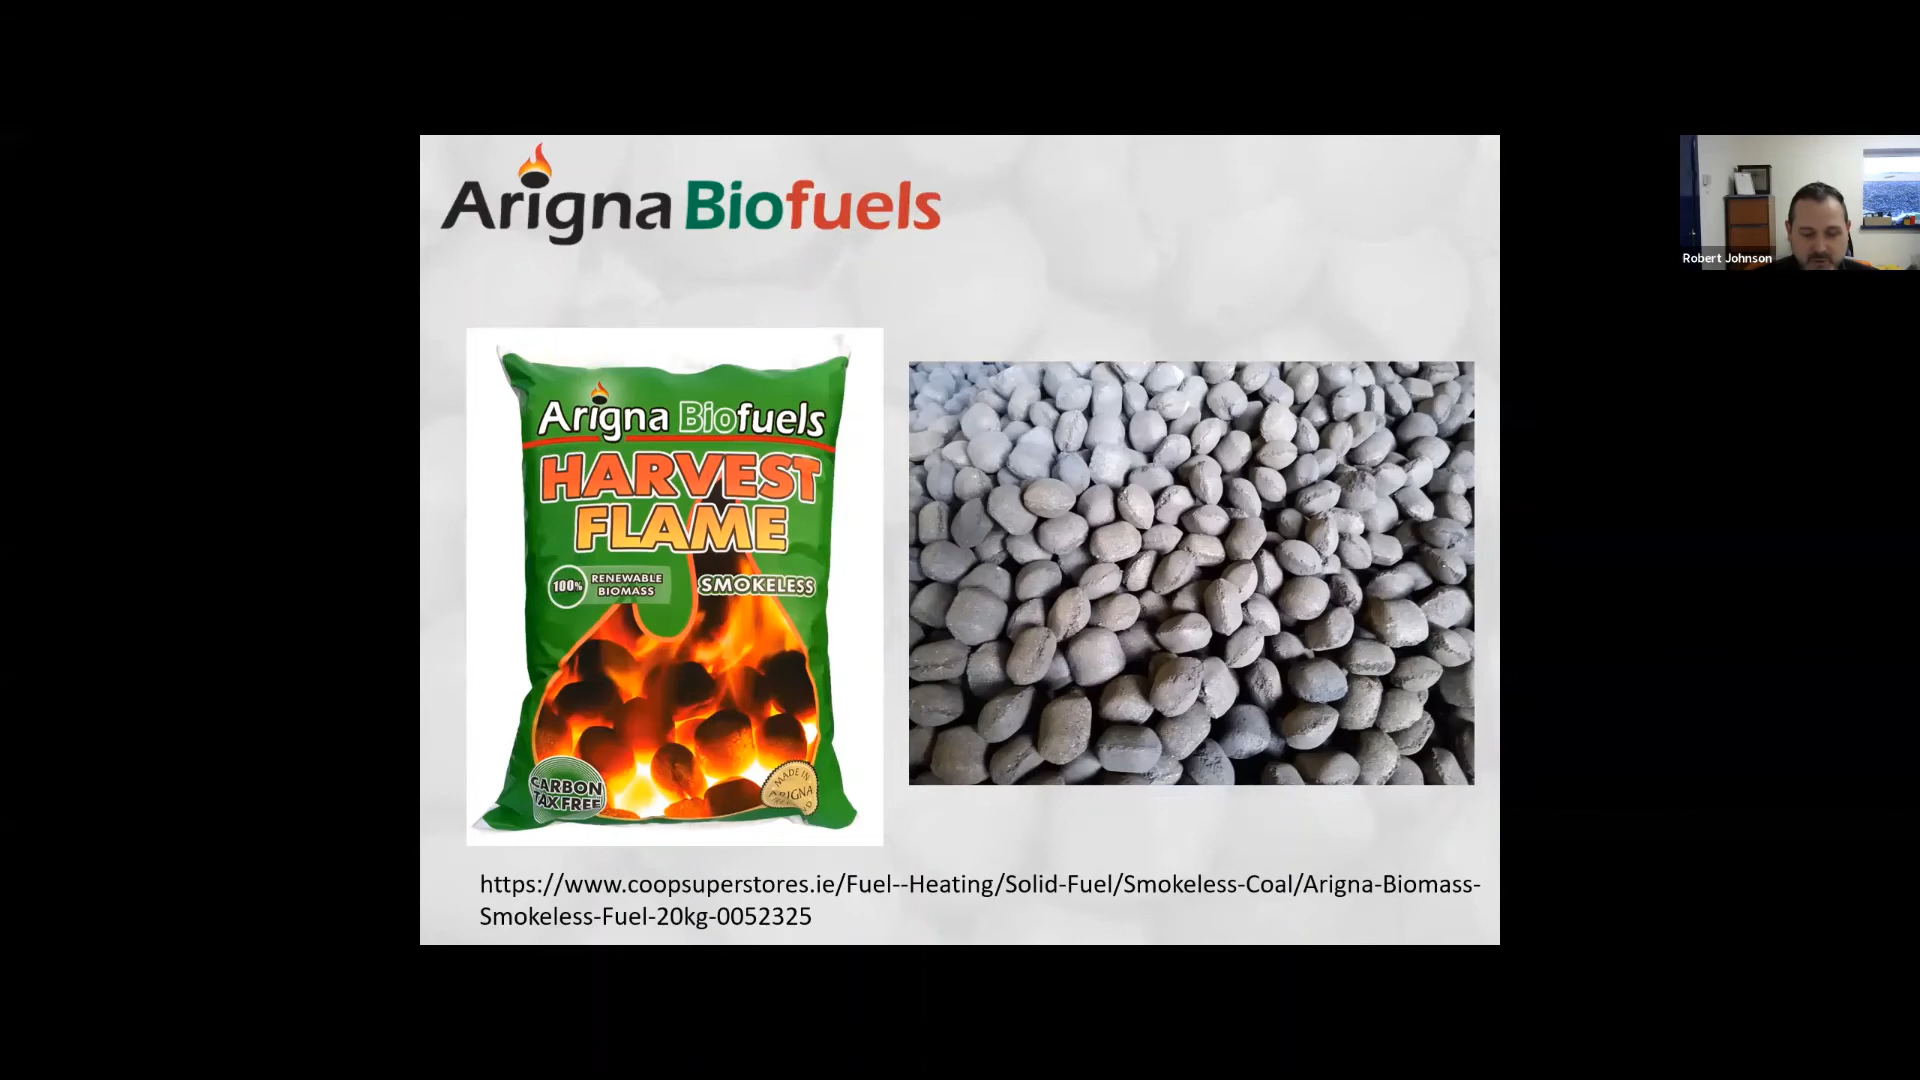 Arigna Biofuels
Robert Johnson
Arigna Biofuels
HARVEST
FLAME
100% RENEWABLE
BIOMASS
SMOKELESS
CARBON
TAX FREE
MADE IN
ARIGNA
https://www.coopsuperstores.ie/Fuel--Heating/Solid-Fuel/Smokeless-Coal/Arigna-Biomass-
Smokeless-Fuel-20kg-0052325